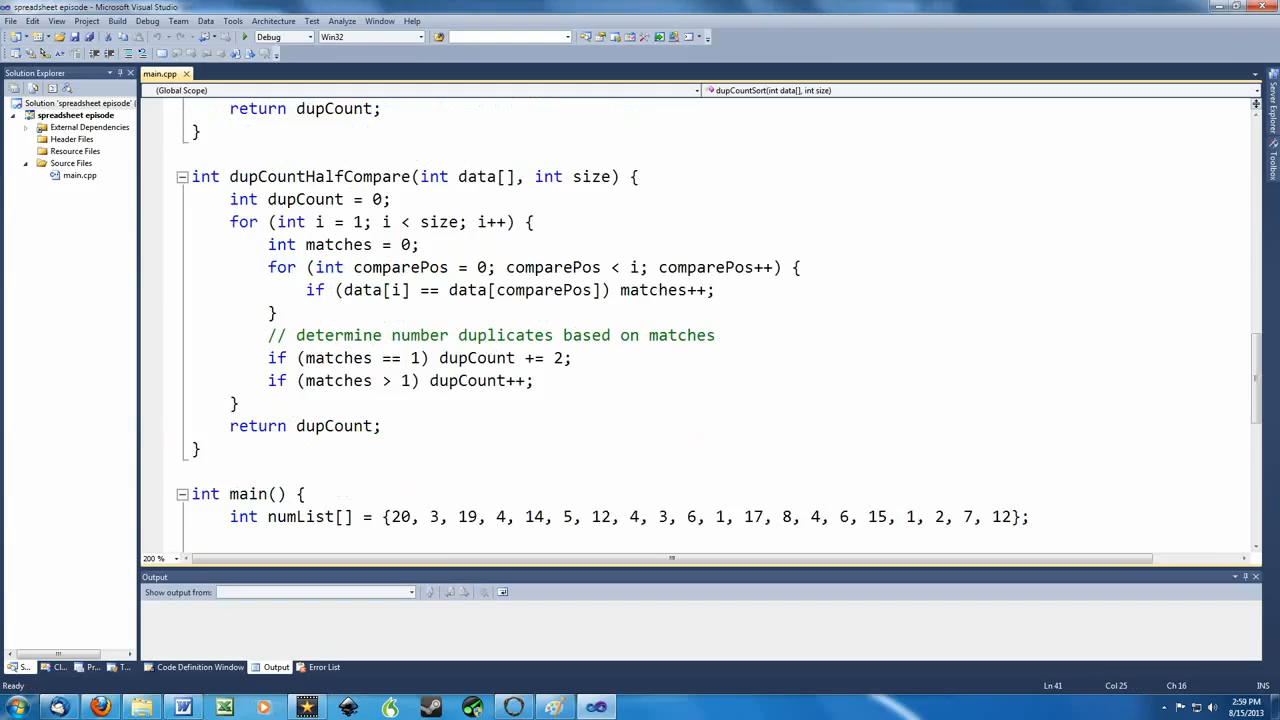 spreadsheet episode - Microsoft Visual Studio
File Edit View Project Build Debug Team Data Tools Architecture Test Analyze Window Help
Debug Win32
Solution Explorer
main.cpp
(Global Scope) dupCountSort(int data[], int size)
Solution 'spreadsheet episode' (
spreadsheet episode
External Dependencies
Header Files
Resource Files
Source Files
main.cpp
return dupCount;
}
int dupCountHalfCompare(int data[], int size) {
int dupCount = 0;
for (int i = 1; i < size; i++) {
int matches = 0;
for (int comparePos = 0; comparePos < i; comparePos++) {
if (data[i] == data[comparePos]) matches++;
}
// determine number duplicates based on matches
if (matches == 1) dupCount += 2;
if (matches > 1) dupCount++;
}
return dupCount;
}
int main() {
int numList[] = {20, 3, 19, 4, 14, 5, 12, 4, 3, 6, 1, 17, 8, 4, 6, 15, 1, 2, 7, 12};
200 %
Output
Show output from:
S... Cl... Pr... T... Code Definition Window Output Error List
Ready Ln 41 Col 25 Ch 16 INS
Server Explorer
Toolbox
2:59 PM
8/15/2013